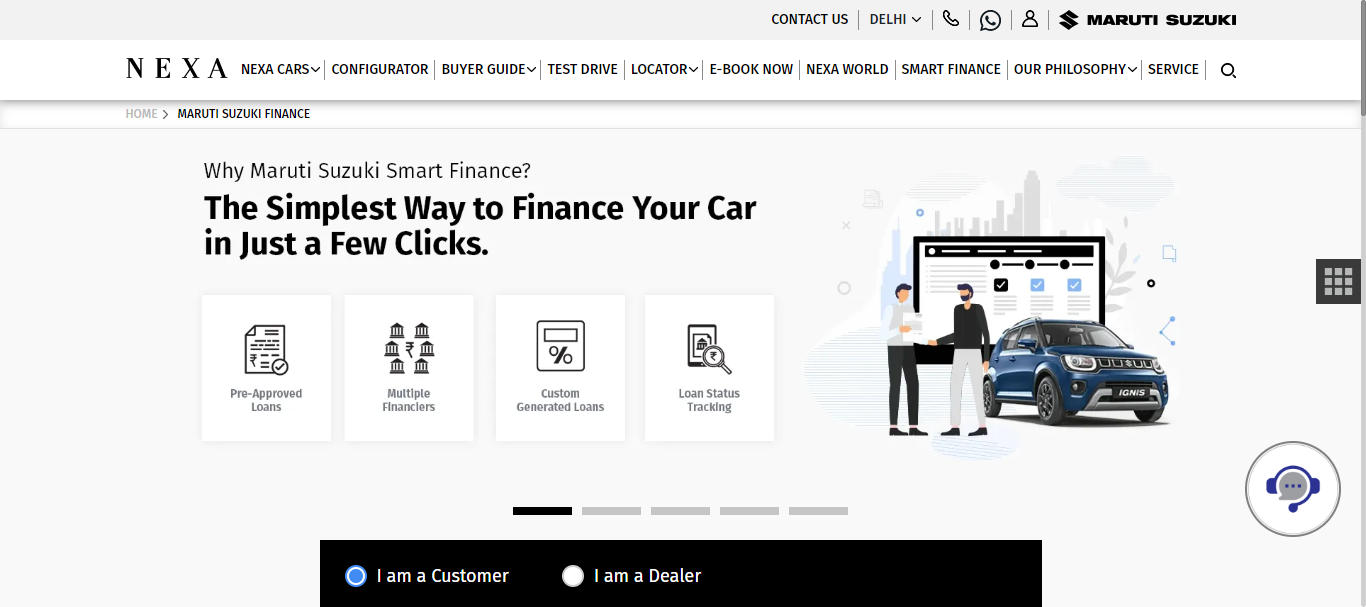 CONTACT US DELHI MARUTI SUZUKI
NEXA NEXA CARS CONFIGURATOR BUYER GUIDE TEST DRIVE LOCATOR E-BOOK NOW NEXA WORLD SMART FINANCE OUR PHILOSOPHY SERVICE
HOME MARUTI SUZUKI FINANCE
Why Maruti Suzuki Smart Finance?
The Simplest Way to Finance Your Car
in Just a Few Clicks.
Pre-Approved
Loans
Multiple
Financiers
Custom
Generated Loans
Loan Status
Tracking
SUZUKI
IGNIS
I am a Customer I am a Dealer